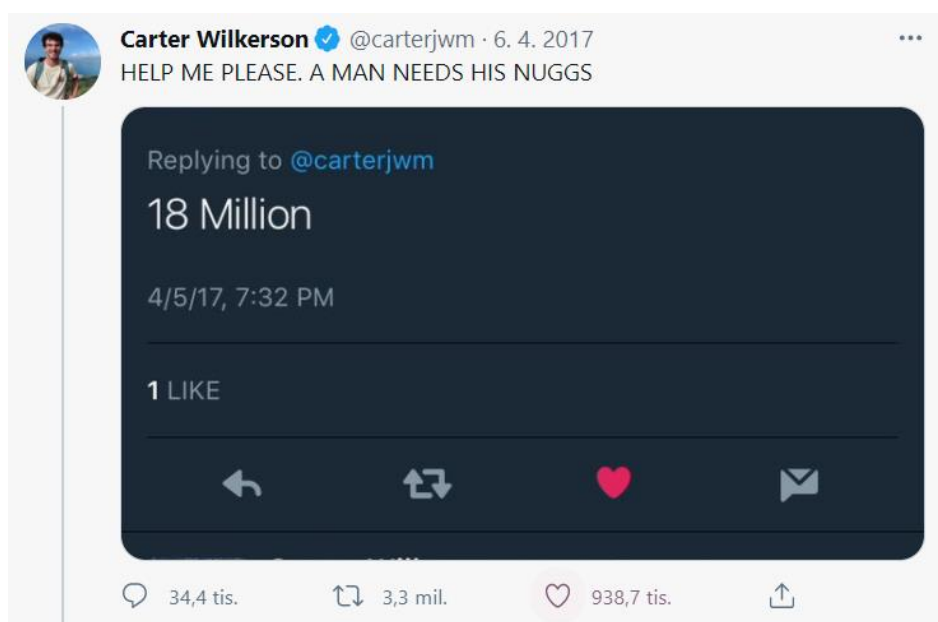 Carter Wilkerson @carterjwm · 6. 4. 2017
HELP ME PLEASE. A MAN NEEDS HIS NUGGS
Replying to @carterjwm
18 Million
4/5/17, 7:32 PM
1 LIKE
34,4 tis. 3,3 mil. 938,7 tis.